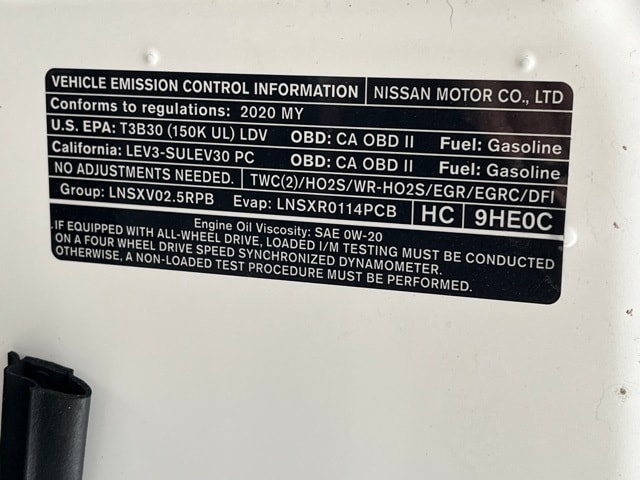 VEHICLE EMISSION CONTROL INFORMATION NISSAN MOTOR CO., LTD
Conforms to regulations: 2020 MY
U.S. EPA: T3B30 (150K UL) LDV OBD: CA OBD II Fuel: Gasoline
California: LEV3-SULEV30 PC OBD: CA OBD II Fuel: Gasoline
NO ADJUSTMENTS NEEDED. TWC(2)/HO2S/WR-HO2S/EGR/EGRC/DFI
Group: LNSXV02.5RPB Evap: LNSXR0114PCB HC 9HE0C
Engine Oil Viscosity: SAE 0W-20
IF EQUIPPED WITH ALL-WHEEL DRIVE, LOADED I/M TESTING MUST BE CONDUCTED
ON A FOUR WHEEL DRIVE SPEED SYNCHRONIZED DYNAMOMETER.
OTHERWISE, A NON-LOADED TEST PROCEDURE MUST BE PERFORMED.